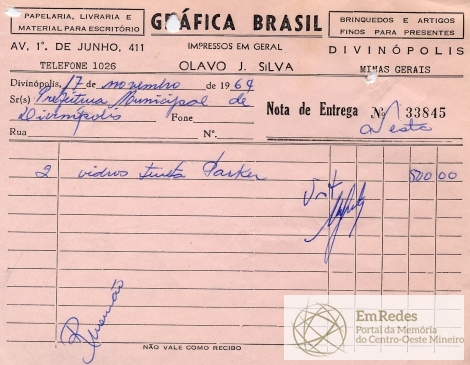 PAPELARIA, LIVRARIA E
MATERIAL PARA ESCRITÓRIO
GRÁFICA BRASIL
BRINQUEDOS E ARTIGOS
FINOS PARA PRESENTES
AV. 1º. DE JUNHO, 411
IMPRESSOS EM GERAL
DIVINÓPOLIS
TELEFONE 1026
OLAVO J. SILVA
MINAS GERAIS
Divinópolis, 17 de novembro de 1964
Sr(s) Prefeitura Municipal de
Divinópolis Fone
Nota de Entrega Nº 33845
Rua Nº.
Nesta
2 vidros tinta Parker 800 00
NÃO VALE COMO RECIBO
EmRedes
Portal da Memória
do Centro-Oeste Mineiro